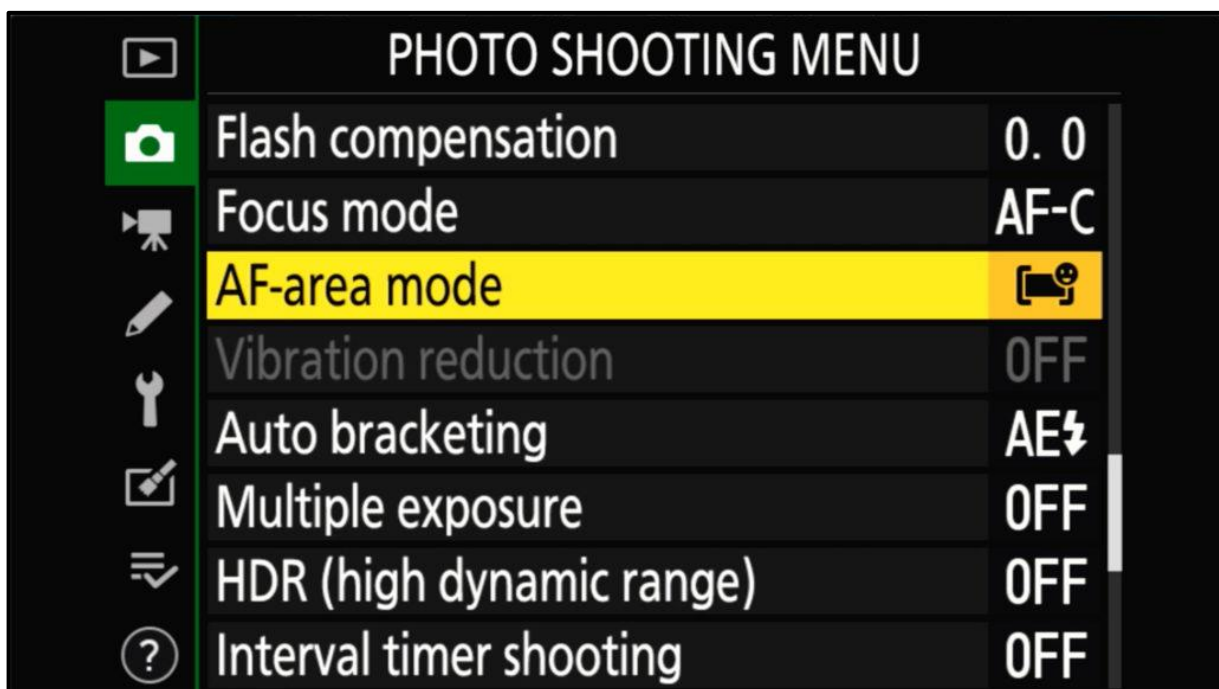 PHOTO SHOOTING MENU
Flash compensation 0. 0
Focus mode AF-C
AF-area mode
Vibration reduction OFF
Auto bracketing AE
Multiple exposure OFF
HDR (high dynamic range) OFF
Interval timer shooting OFF
?